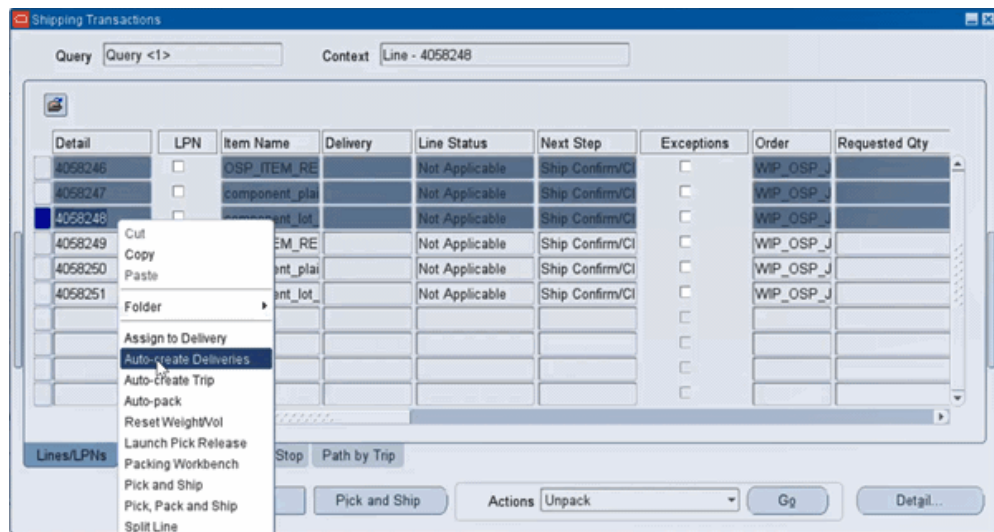 Shipping Transactions
Query Query <1> Context Line - 4058248
Detail LPN Item Name Delivery Line Status Next Step Exceptions Order Requested Qty
4058246 OSP_ITEM_RE Not Applicable Ship Confirm/Cl WIP_OSP_J
4058247 component_plai Not Applicable Ship Confirm/Cl WIP_OSP_J
4058248 component_lot_ Not Applicable Ship Confirm/Cl WIP_OSP_J
4058249 EM_RE Not Applicable Ship Confirm/Cl WIP_OSP_J
4058250 ent_plai Not Applicable Ship Confirm/Cl WIP_OSP_J
4058251 ent_lot_ Not Applicable Ship Confirm/Cl WIP_OSP_J
Cut
Copy
Paste
Folder
Assign to Delivery
Auto-create Deliveries
Auto-create Trip
Auto-pack
Reset Weight/Vol
Launch Pick Release
Packing Workbench
Pick and Ship
Pick, Pack and Ship
Split Line
Lines/LPNs Stop Path by Trip
Pick and Ship Actions Unpack Go Detail...